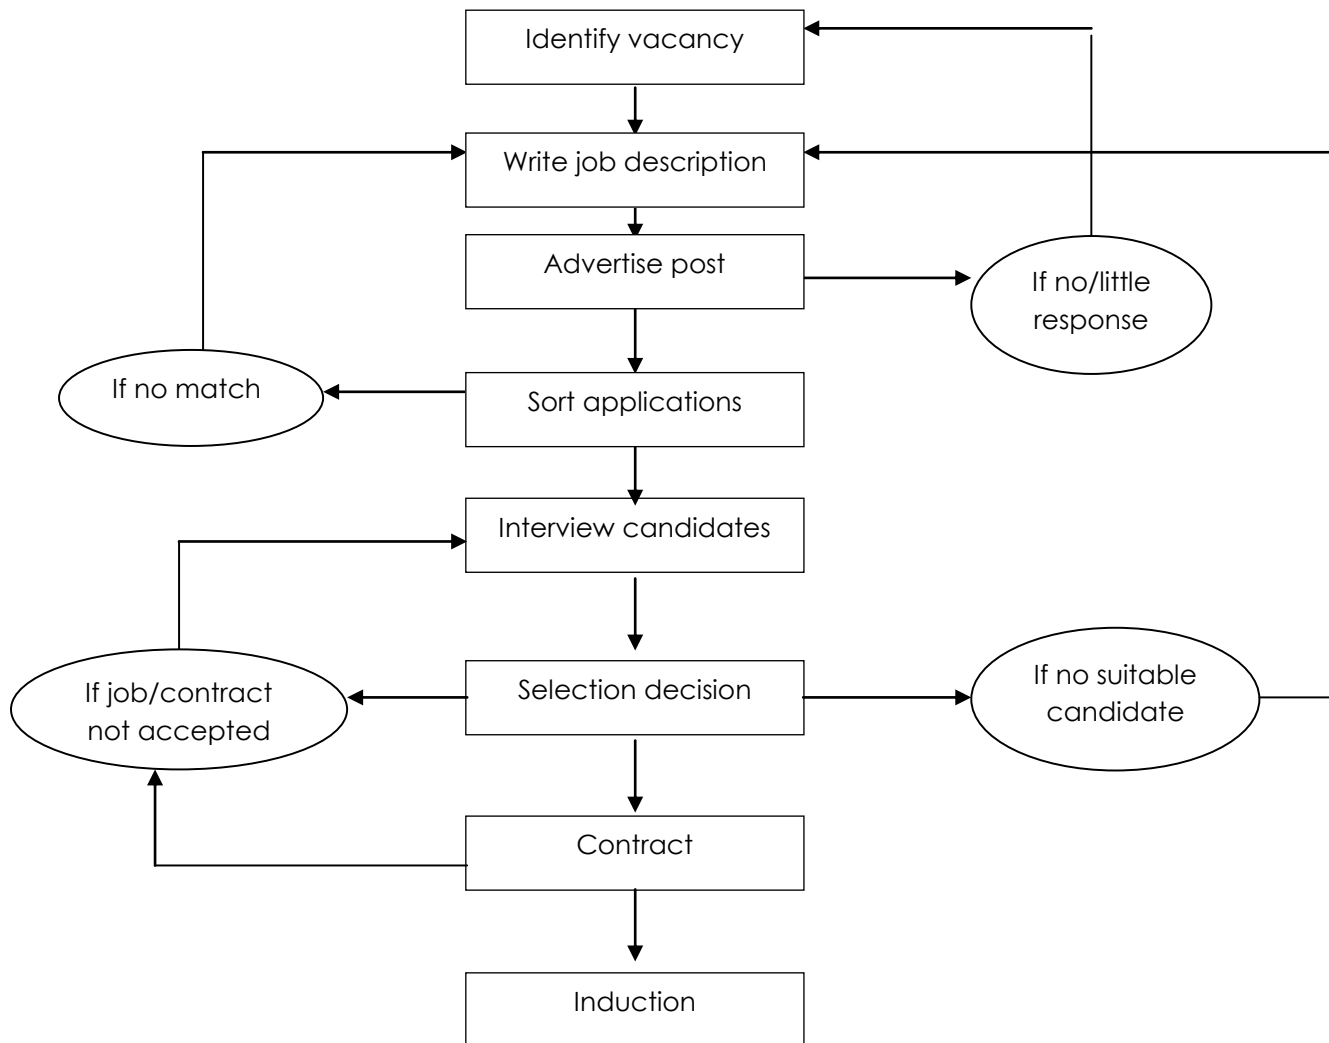 Identify vacancy
Write job description
Advertise post
If no/little
response
If no match
Sort applications
Interview candidates
If job/contract
not accepted
Selection decision
If no suitable
candidate
Contract
Induction